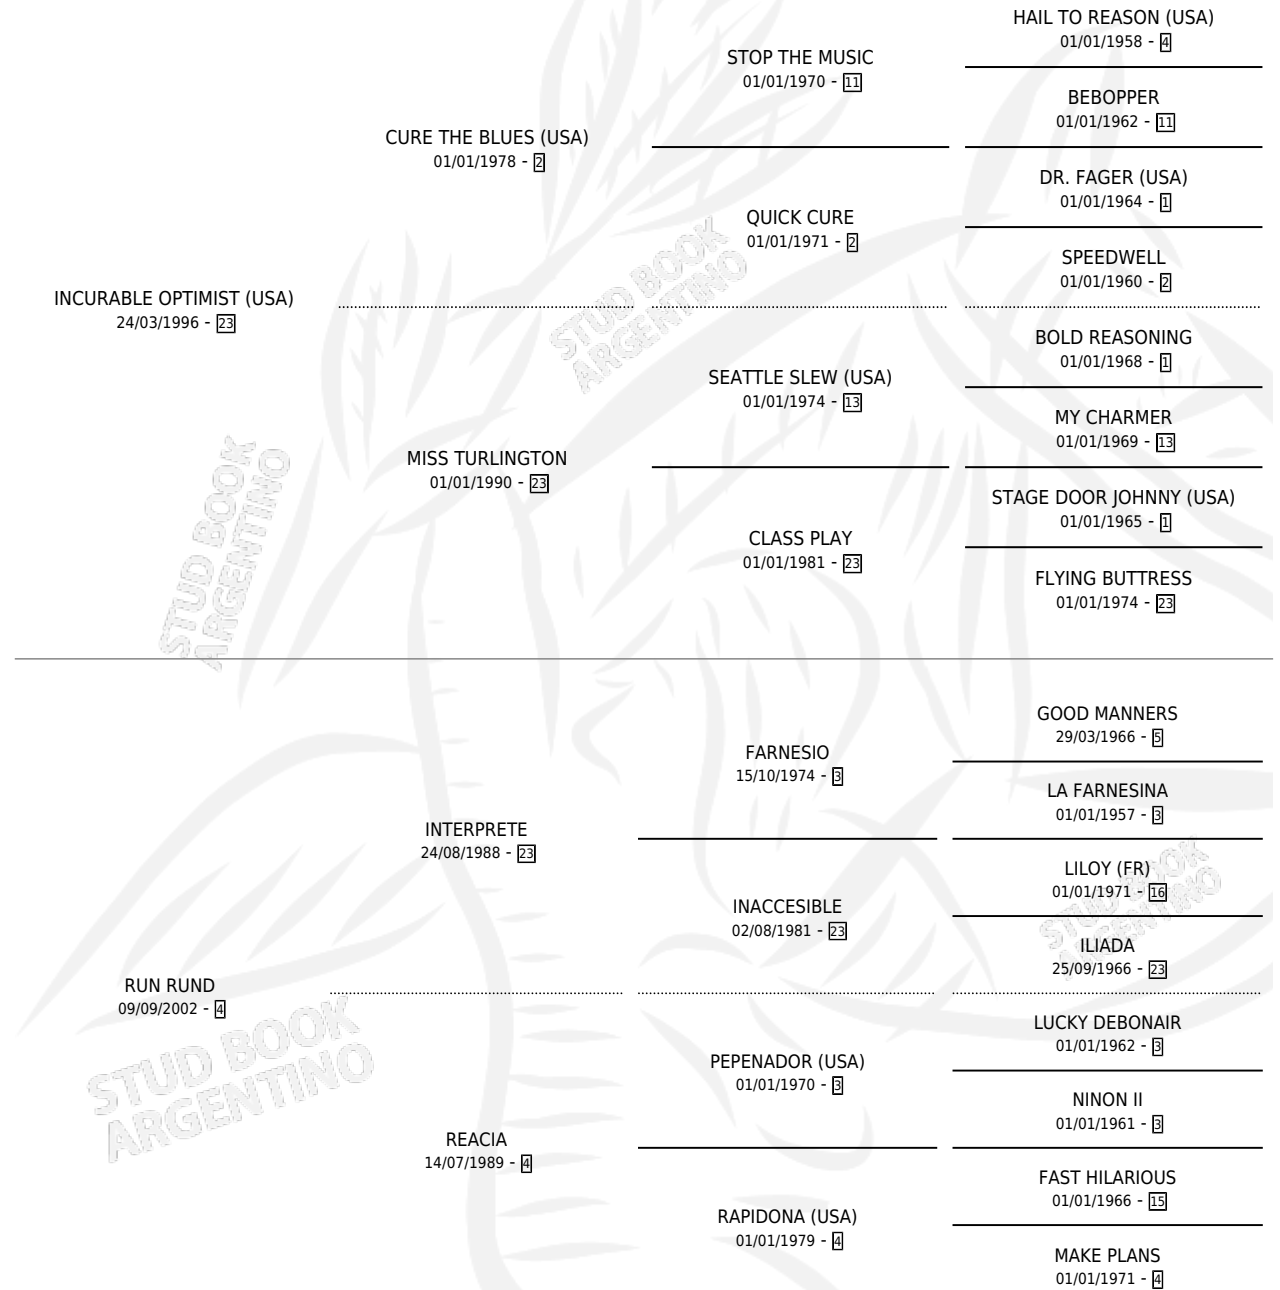 HAIL TO REASON (USA)
01/01/1958 - 4
STOP THE MUSIC
01/01/1970 - 11
BEBOPPER
01/01/1962 - 11
CURE THE BLUES (USA)
01/01/1978 - 2
DR. FAGER (USA)
01/01/1964 - 1
QUICK CURE
01/01/1971 - 2
SPEEDWELL
01/01/1960 - 2
INCURABLE OPTIMIST (USA)
24/03/1996 - 23
BOLD REASONING
01/01/1968 - 1
SEATTLE SLEW (USA)
01/01/1974 - 13
MY CHARMER
01/01/1969 - 13
MISS TURLINGTON
01/01/1990 - 23
STAGE DOOR JOHNNY (USA)
01/01/1965 - 1
CLASS PLAY
01/01/1981 - 23
FLYING BUTTRESS
01/01/1974 - 23
GOOD MANNERS
29/03/1966 - 5
FARNESIO
15/10/1974 - 3
LA FARNESINA
01/01/1957 - 3
INTERPRETE
24/08/1988 - 23
LILOY (FR)
01/01/1971 - 16
INACCESIBLE
02/08/1981 - 23
ILIADA
25/09/1966 - 23
RUN RUND
09/09/2002 - 4
LUCKY DEBONAIR
01/01/1962 - 3
PEPENADOR (USA)
01/01/1970 - 3
NINON II
01/01/1961 - 3
REACIA
14/07/1989 - 4
FAST HILARIOUS
01/01/1966 - 15
RAPIDONA (USA)
01/01/1979 - 4
MAKE PLANS
01/01/1971 - 4
STUD BOOK
ARGENTINO
STUD BOOK
ARGENTINO
STUD BOOK
ARGENTINO
STUD BOOK
ARGENTINO